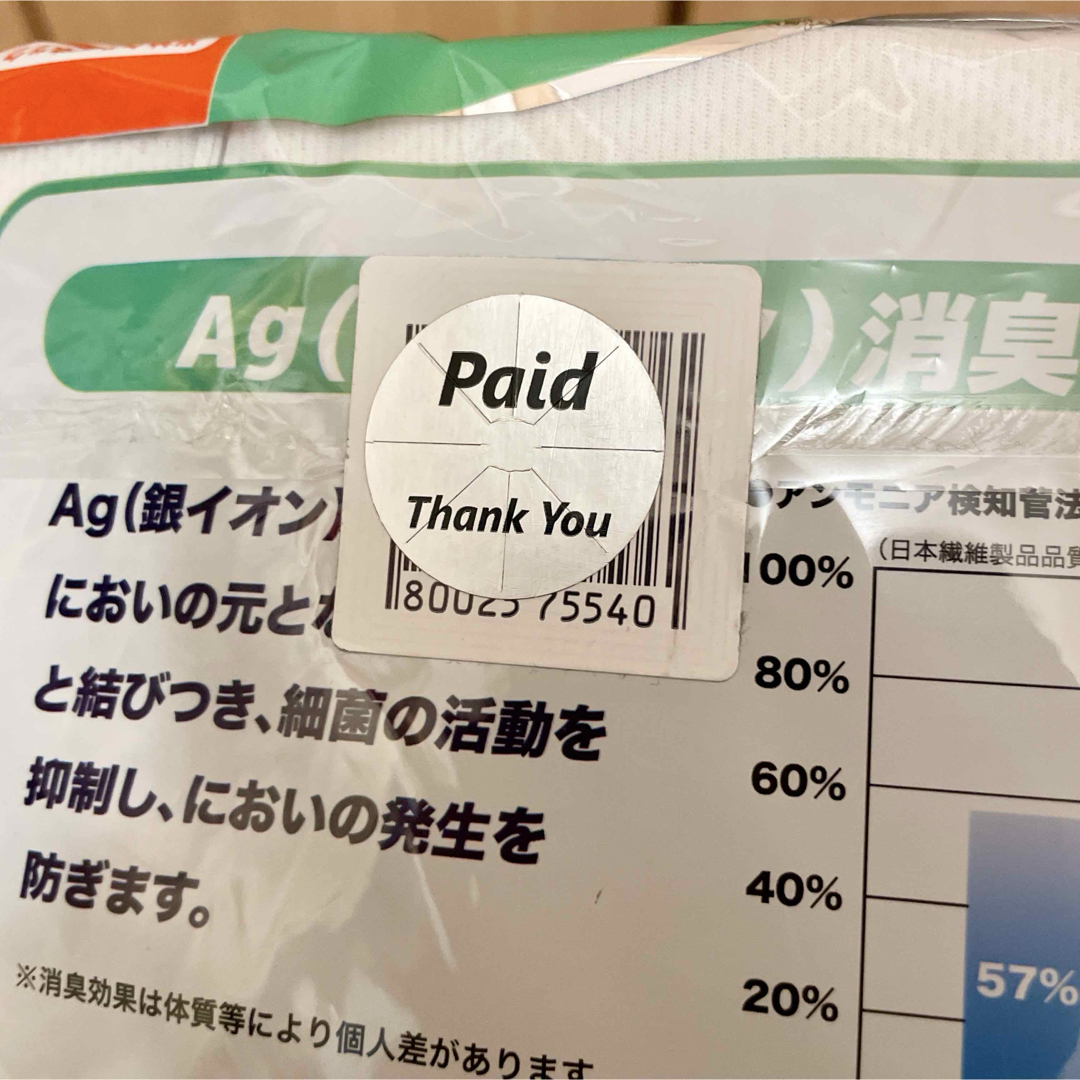 Ag(
)消臭
Paid
Thank You
75540
Ag(銀イオン)
においの元とな
と結びつき、細菌の活動を
抑制し、においの発生を
防ぎます。
※消臭効果は体質等により個人差があります
アンモニア検知管法
(日本繊維製品品質
100%
80%
60%
40%
20%
57%